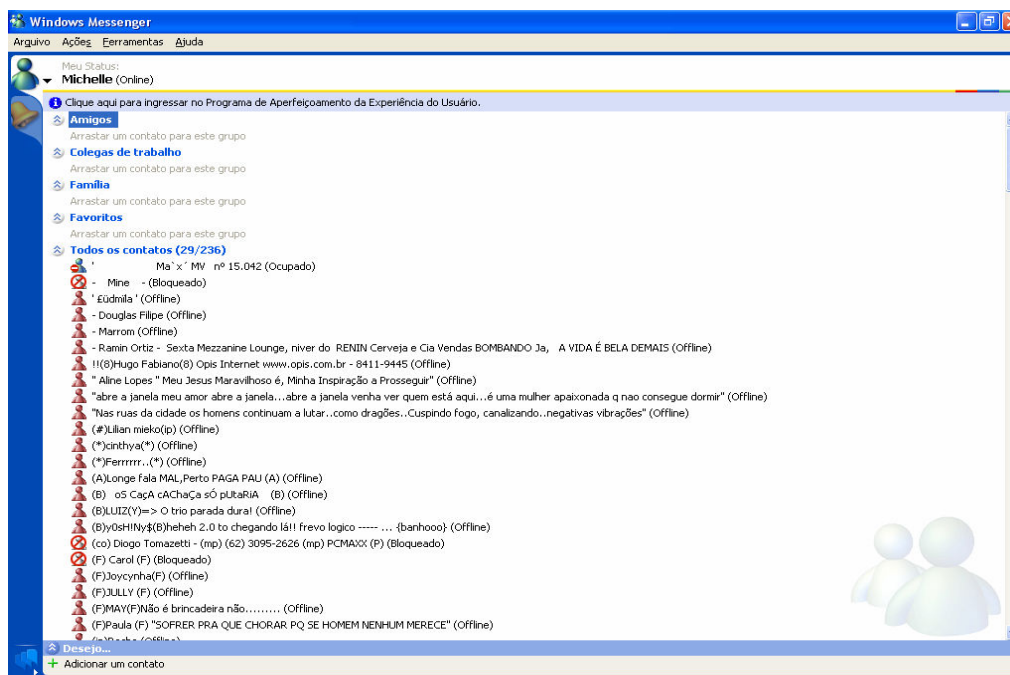 Windows Messenger
Arquivo Ações Ferramentas Ajuda
Meu Status:
Michelle (Online)
Clique aqui para ingressar no Programa de Aperfeiçoamento da Experiência do Usuário.
Amigos
Arrastar um contato para este grupo
Colegas de trabalho
Arrastar um contato para este grupo
Família
Arrastar um contato para este grupo
Favoritos
Arrastar um contato para este grupo
Todos os contatos (29/236)
' Ma`x´ MV nº 15.042 (Ocupado)
- Mine - (Bloqueado)
' £üdmila ' (Offline)
- Douglas Filipe (Offline)
- Marrom (Offline)
- Ramin Ortiz - Sexta Mezzanine Lounge, niver do RENIN Cerveja e Cia Vendas BOMBANDO Ja, A VIDA É BELA DEMAIS (Offline)
!!(8)Hugo Fabiano(8) Opis Internet www.opis.com.br - 8411-9445 (Offline)
" Aline Lopes " Meu Jesus Maravilhoso é, Minha Inspiração a Prosseguir" (Offline)
"abre a janela meu amor abre a janela...abre a janela venha ver quem está aqui...é uma mulher apaixonada q nao consegue dormir" (Offline)
"Nas ruas da cidade os homens continuam a lutar..como dragões..Cuspindo fogo, canalizando..negativas vibrações" (Offline)
(#)Lilian mieko(ip) (Offline)
(*)cinthya(*) (Offline)
(*)Ferrrrrr..(*) (Offline)
(A)Longe fala MAL,Perto PAGA PAU (A) (Offline)
(B) oS CaçA cAChaÇa sÓ pUtaRiA (B) (Offline)
(B)LUIZ(Y)=> O trio parada dura! (Offline)
(B)y0sH!Ny$(B)heheh 2.0 to chegando lá!! frevo logico ----- ... {banhooo} (Offline)
(co) Diogo Tomazetti - (mp) (62) 3095-2626 (mp) PCMAXX (P) (Bloqueado)
(F) Carol (F) (Bloqueado)
(F)Joycynha(F) (Offline)
(F)JULLY (F) (Offline)
(F)MAY(F)Não é brincadeira não......... (Offline)
(F)Paula (F) "SOFRER PRA QUE CHORAR PQ SE HOMEM NENHUM MERECE" (Offline)
Desejo...
Adicionar um contato